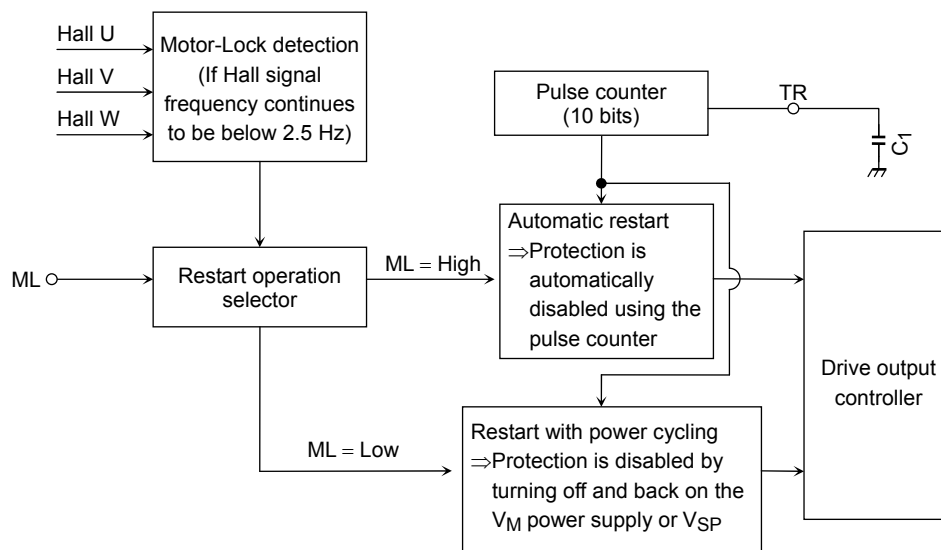 Hall U
Hall V
Hall W
Motor-Lock detection
(If Hall signal
frequency continues
to be below 2.5 Hz)
Pulse counter
(10 bits)
TR
C1
ML
Restart operation
selector
ML = High
Automatic restart
⇒Protection is
automatically
disabled using the
pulse counter
Drive output
controller
ML = Low
Restart with power cycling
⇒Protection is disabled by
turning off and back on the
VM power supply or VSP